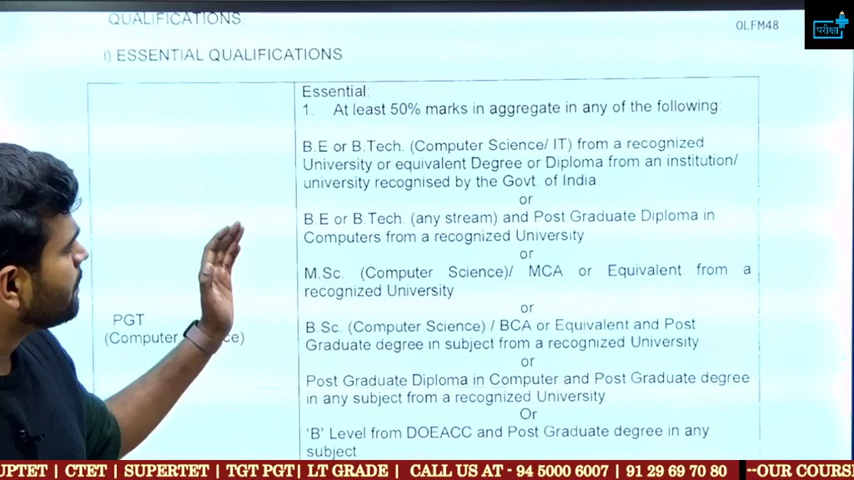 QUALIFICATIONS
OLFM48
परीक्षा
i) ESSENTIAL QUALIFICATIONS
Essential:
1. At least 50% marks in aggregate in any of the following:
B.E or B.Tech. (Computer Science/ IT) from a recognized
University or equivalent Degree or Diploma from an institution/
university recognised by the Govt. of India.
or
B.E or B.Tech. (any stream) and Post Graduate Diploma in
Computers from a recognized University
or
M.Sc. (Computer Science)/ MCA or Equivalent from a
recognized University
or
B.Sc. (Computer Science) / BCA or Equivalent and Post
Graduate degree in subject from a recognized University
or
Post Graduate Diploma in Computer and Post Graduate degree
in any subject from a recognized University
Or
'B' Level from DOEACC and Post Graduate degree in any
subject
PGT
(Computer
UPTET | CTET | SUPERTET | TGT PGT| LT GRADE | CALL US AT - 94 5000 6007 | 91 29 69 70 80 --OUR